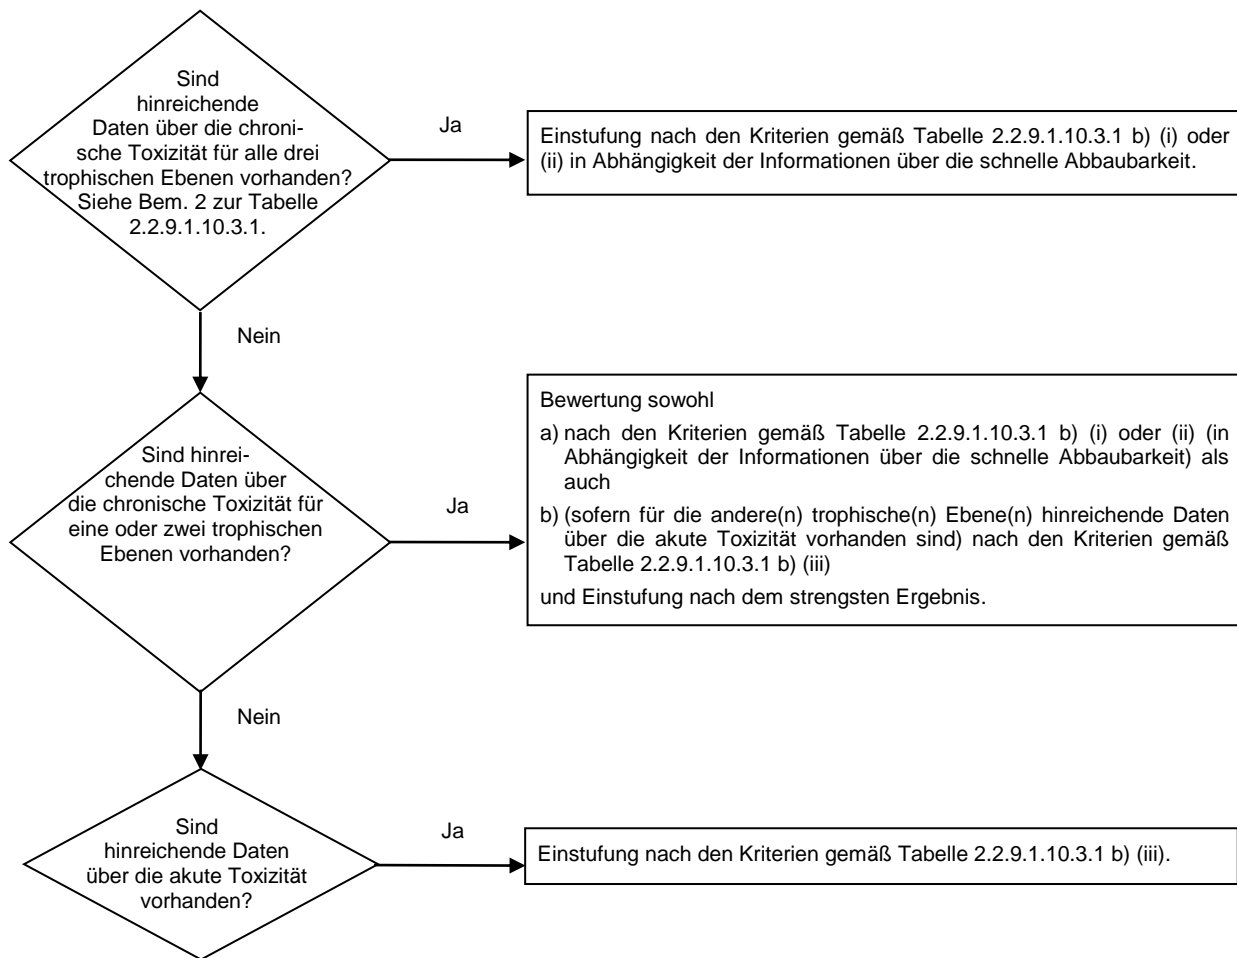 Sind
hinreichende
Daten über die chroni-
sche Toxizität für alle drei
trophischen Ebenen vorhanden?
Siehe Bem. 2 zur Tabelle
2.2.9.1.10.3.1.
Ja
Einstufung nach den Kriterien gemäß Tabelle 2.2.9.1.10.3.1 b) (i) oder
(ii) in Abhängigkeit der Informationen über die schnelle Abbaubarkeit.
Nein
Sind hinrei-
chende Daten über
die chronische Toxizität für
eine oder zwei trophischen
Ebenen vorhanden?
Ja
Bewertung sowohl
a) nach den Kriterien gemäß Tabelle 2.2.9.1.10.3.1 b) (i) oder (ii) (in
Abhängigkeit der Informationen über die schnelle Abbaubarkeit) als
auch
b) (sofern für die andere(n) trophische(n) Ebene(n) hinreichende Daten
über die akute Toxizität vorhanden sind) nach den Kriterien gemäß
Tabelle 2.2.9.1.10.3.1 b) (iii)
und Einstufung nach dem strengsten Ergebnis.
Nein
Sind
hinreichende Daten
über die akute Toxizität
vorhanden?
Ja
Einstufung nach den Kriterien gemäß Tabelle 2.2.9.1.10.3.1 b) (iii).